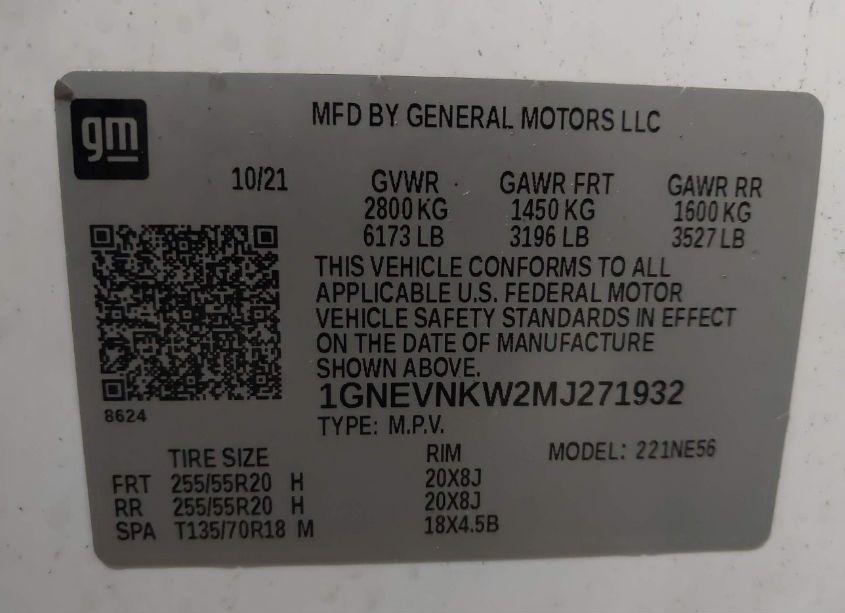 gm
MFD BY GENERAL MOTORS LLC
10/21 GVWR GAWR FRT GAWR RR
2800 KG 1450 KG 1600 KG
6173 LB 3196 LB 3527 LB
THIS VEHICLE CONFORMS TO ALL
APPLICABLE U.S. FEDERAL MOTOR
VEHICLE SAFETY STANDARDS IN EFFECT
ON THE DATE OF MANUFACTURE
SHOWN ABOVE.
1GNEVNKW2MJ271932
8624
TYPE: M.P.V.
TIRE SIZE RIM MODEL: 221NE56
FRT 255/55R20 H 20X8J
RR 255/55R20 H 20X8J
SPA T135/70R18 M 18X4.5B